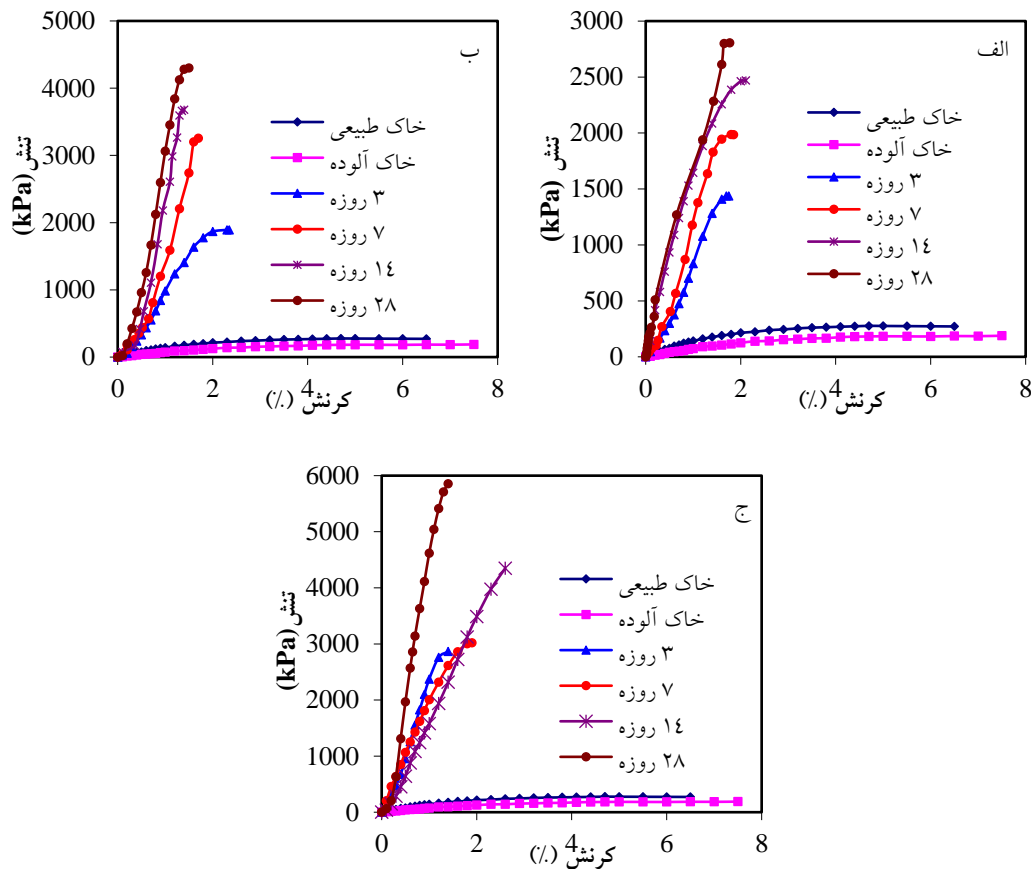 الف
تنش (kPa)
3000
2500
2000
1500
1000
500
0
0 2 4 6 8
کرنش (٪)
خاک طبیعی
خاک آلوده
۳ روزه
۷ روزه
۱٤ روزه
۲۸ روزه
ب
تنش (kPa)
5000
4000
3000
2000
1000
0
0 2 4 6 8
کرنش (٪)
خاک طبیعی
خاک آلوده
۳ روزه
۷ روزه
۱٤ روزه
۲۸ روزه
ج
تنش (kPa)
6000
5000
4000
3000
2000
1000
0
0 2 4 6 8
کرنش (٪)
خاک طبیعی
خاک آلوده
۳ روزه
۷ روزه
۱٤ روزه
۲۸ روزه